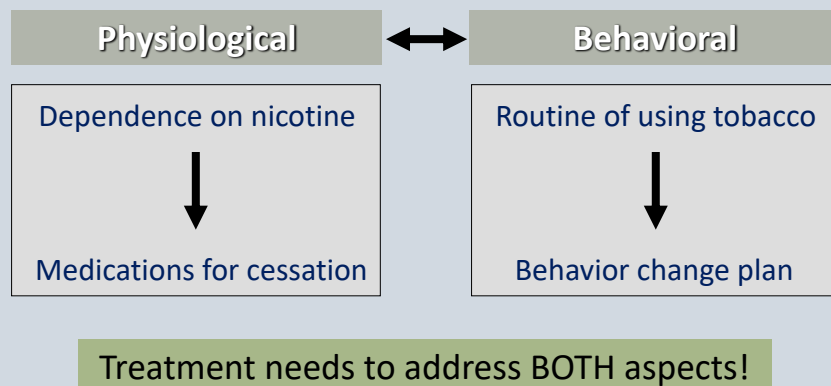 Physiological
Behavioral
Dependence on nicotine
Medications for cessation
Routine of using tobacco
Behavior change plan
Treatment needs to address BOTH aspects!